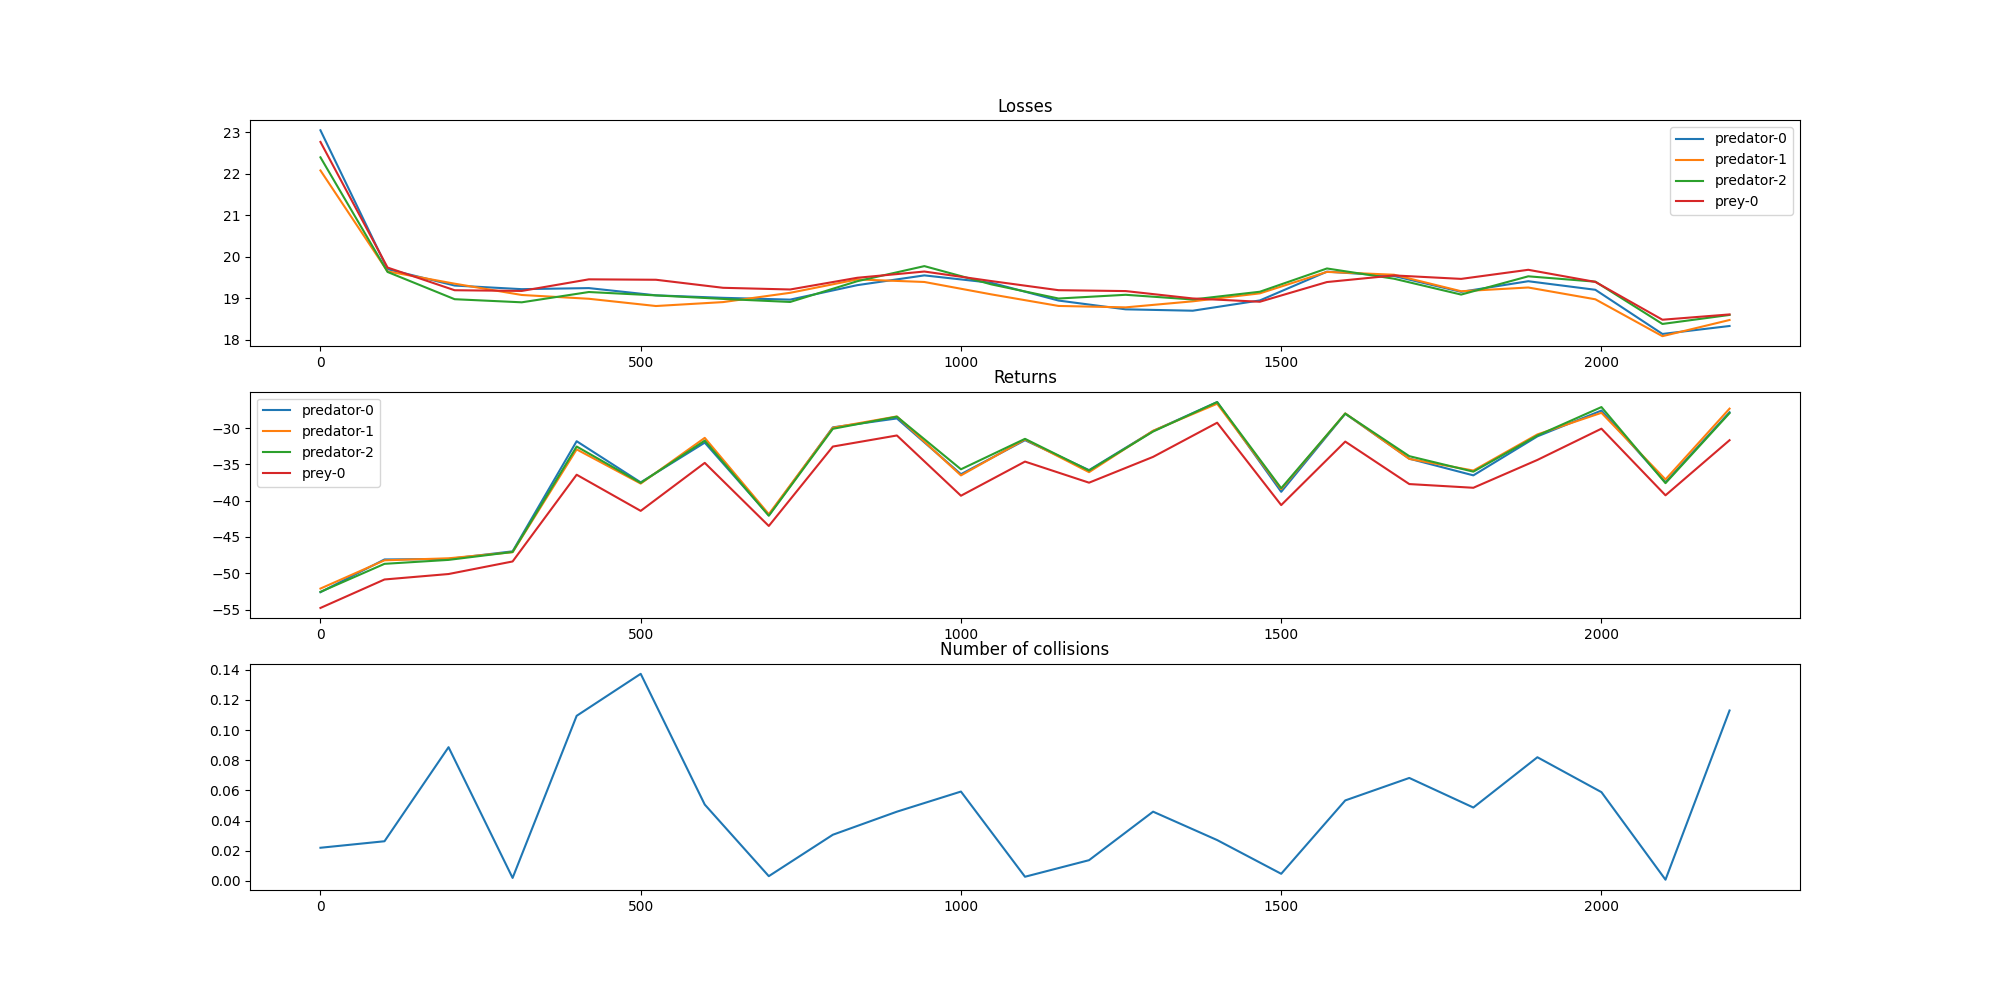 Losses
23
22
21
20
19
18
predator-0
predator-1
predator-2
prey-0
0 500 1000 1500 2000
Returns
−30
−35
−40
−45
−50
−55
predator-0
predator-1
predator-2
prey-0
0 500 1000 1500 2000
Number of collisions
0.14
0.12
0.10
0.08
0.06
0.04
0.02
0.00
0 500 1000 1500 2000